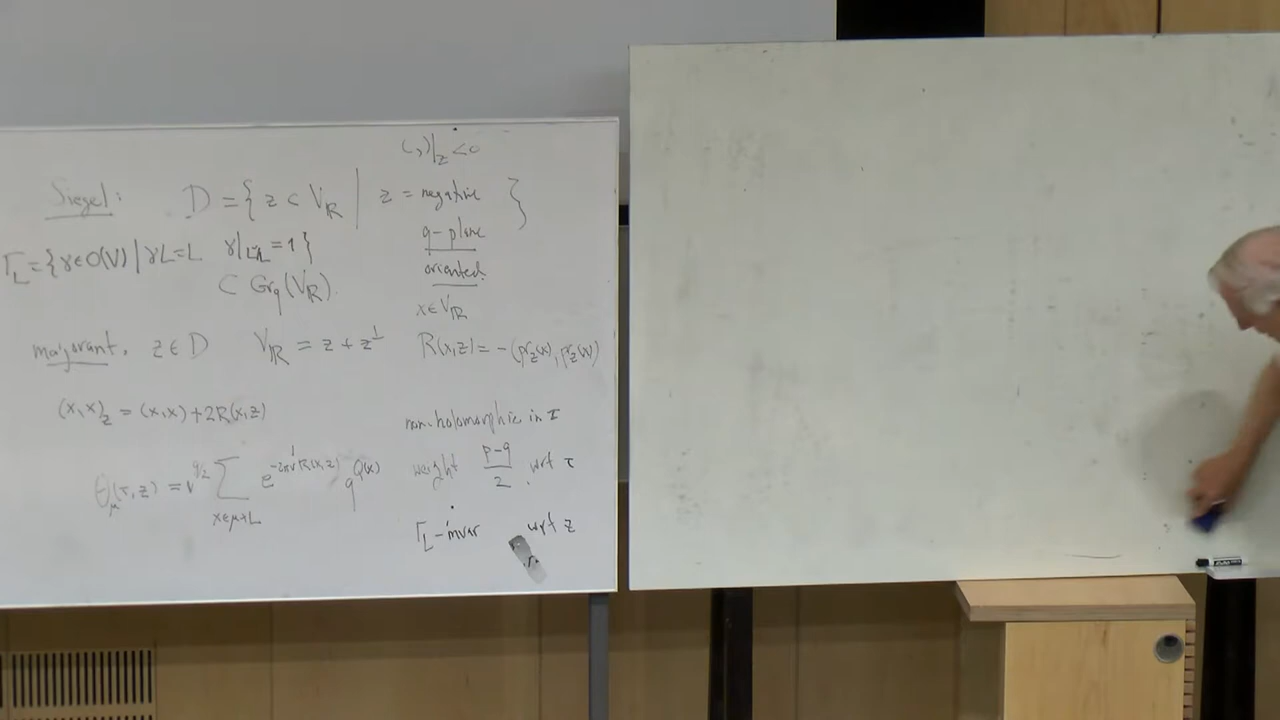 ( , )|_z < 0
Siegel: D = { z ⊂ V_ℝ | z = negative }
q-plane
Γ_L = { γ ∈ O(V) | γL = L γ|_{L^∨/L} = 1 }
oriented.
⊂ Gr_q(V_ℝ).
x ∈ V_ℝ
majorant. z ∈ D V_ℝ = z + z^⊥ R(x,z) = -(pr_z(x), pr_z(x))
(x,x)_z = (x,x) + 2R(x,z)
non-holomorphic in τ
θ_μ(τ,z) = v^{q/2} ∑_{x∈μ+L} e^{-2πv R(x,z)} q^{Q(x)} weight (p-q)/2 wrt τ
Γ_L-invar wrt z